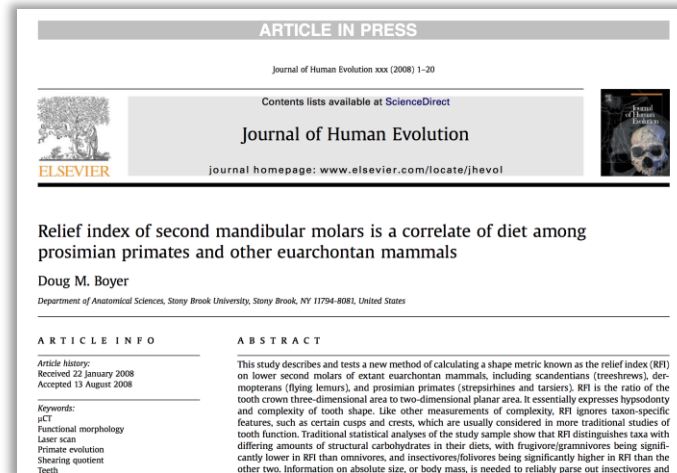 ARTICLE IN PRESS
Journal of Human Evolution xxx (2008) 1–20
Contents lists available at ScienceDirect
Journal of Human Evolution
journal homepage: www.elsevier.com/locate/jhevol
ELSEVIER
Journal
of Human
Evolution
Relief index of second mandibular molars is a correlate of diet among
prosimian primates and other euarchontan mammals
Doug M. Boyer
Department of Anatomical Sciences, Stony Brook University, Stony Brook, NY 11794-8081, United States
ARTICLE INFO
Article history:
Received 22 January 2008
Accepted 13 August 2008
Keywords:
μCT
Functional morphology
Laser scan
Primate evolution
Shearing quotient
Teeth
ABSTRACT
This study describes and tests a new method of calculating a shape metric known as the relief index (RFI)
on lower second molars of extant euarchontan mammals, including scandentians (treeshrews), der-
mopterans (flying lemurs), and prosimian primates (strepsirhines and tarsiers). RFI is the ratio of the
tooth crown three-dimensional area to two-dimensional planar area. It essentially expresses hypsodonty
and complexity of tooth shape. Like other measurements of complexity, RFI ignores taxon-specific
features, such as certain cusps and crests, which are usually considered in more traditional studies of
tooth function. Traditional statistical analyses of the study sample show that RFI distinguishes taxa with
differing amounts of structural carbohydrates in their diets, with frugivore/gramnivores being signifi-
cantly lower in RFI than omnivores, and insectivores/folivores being significantly higher in RFI than the
other two. Information on absolute size, or body mass, is needed to reliably parse out insectivores and